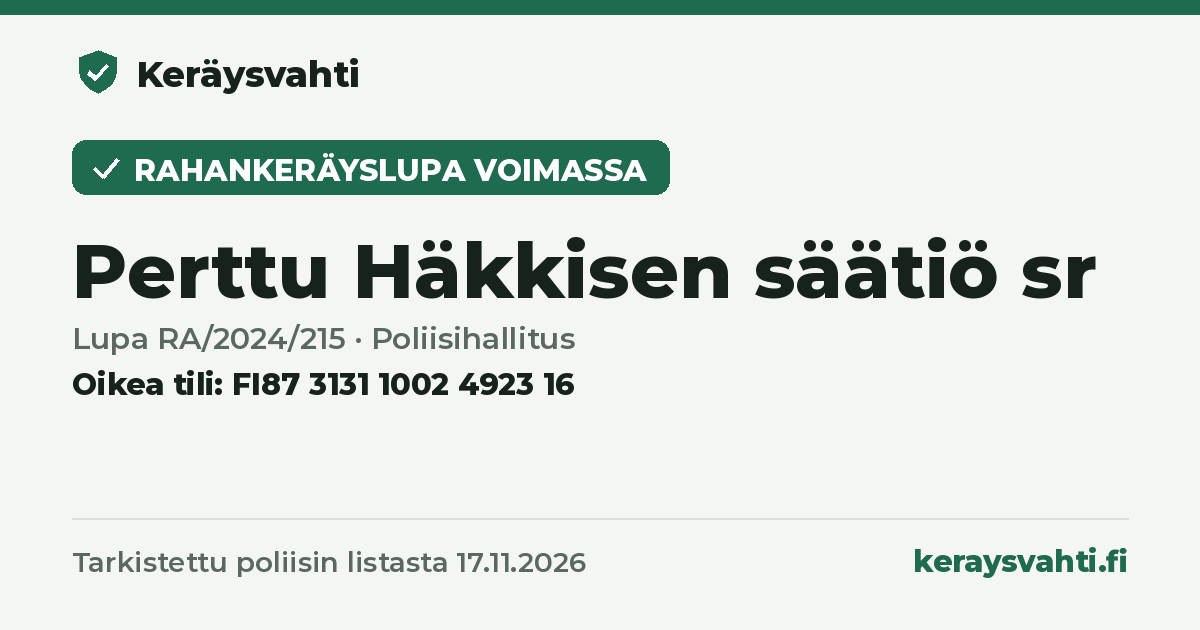 Keräysvahti
RAHANKERÄYSLUPA VOIMASSA
Perttu Häkkisen säätiö sr
Lupa RA/2024/215 · Poliisihallitus
Oikea tili: FI87 3131 1002 4923 16
Tarkistettu poliisin listasta 17.11.2026
keraysvahti.fi